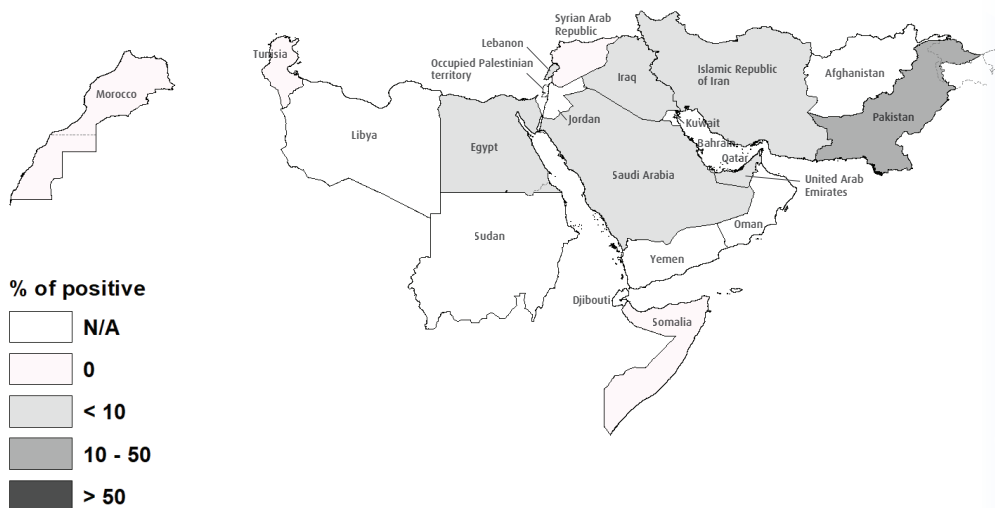 Syrian Arab
Republic
Tunisia
Lebanon
Occupied Palestinian
territory
Iraq
Islamic Republic
of Iran
Afghanistan
Morocco
Libya
Jordan
Kuwait
Pakistan
Egypt
Bahrain
Qatar
Saudi Arabia
United Arab
Emirates
Sudan
Oman
Yemen
Djibouti
Somalia
% of positive
N/A
0
< 10
10 - 50
> 50